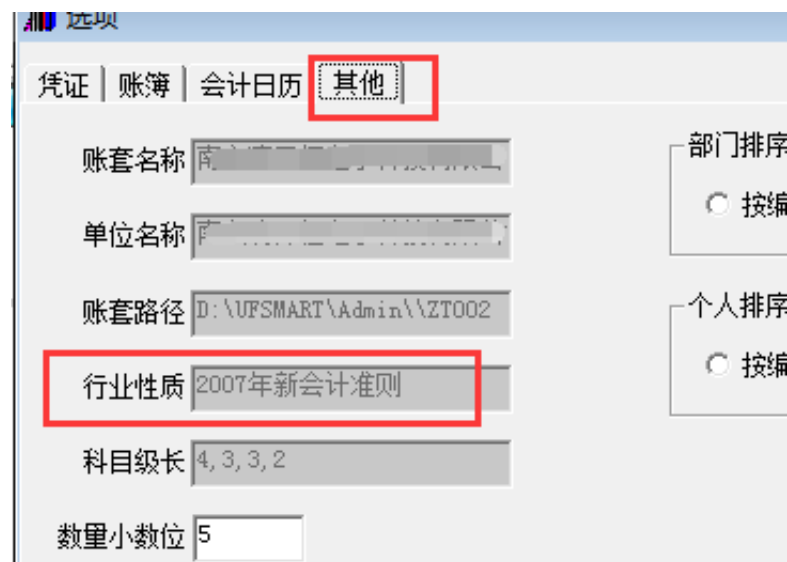 选项
凭证 账簿 会计日历 其他
账套名称
部门排序
按编
单位名称
账套路径 D:\UFSMART\Admin\\ZT002
个人排序
行业性质 2007年新会计准则
按编
科目级长 4,3,3,2
数量小数位 5